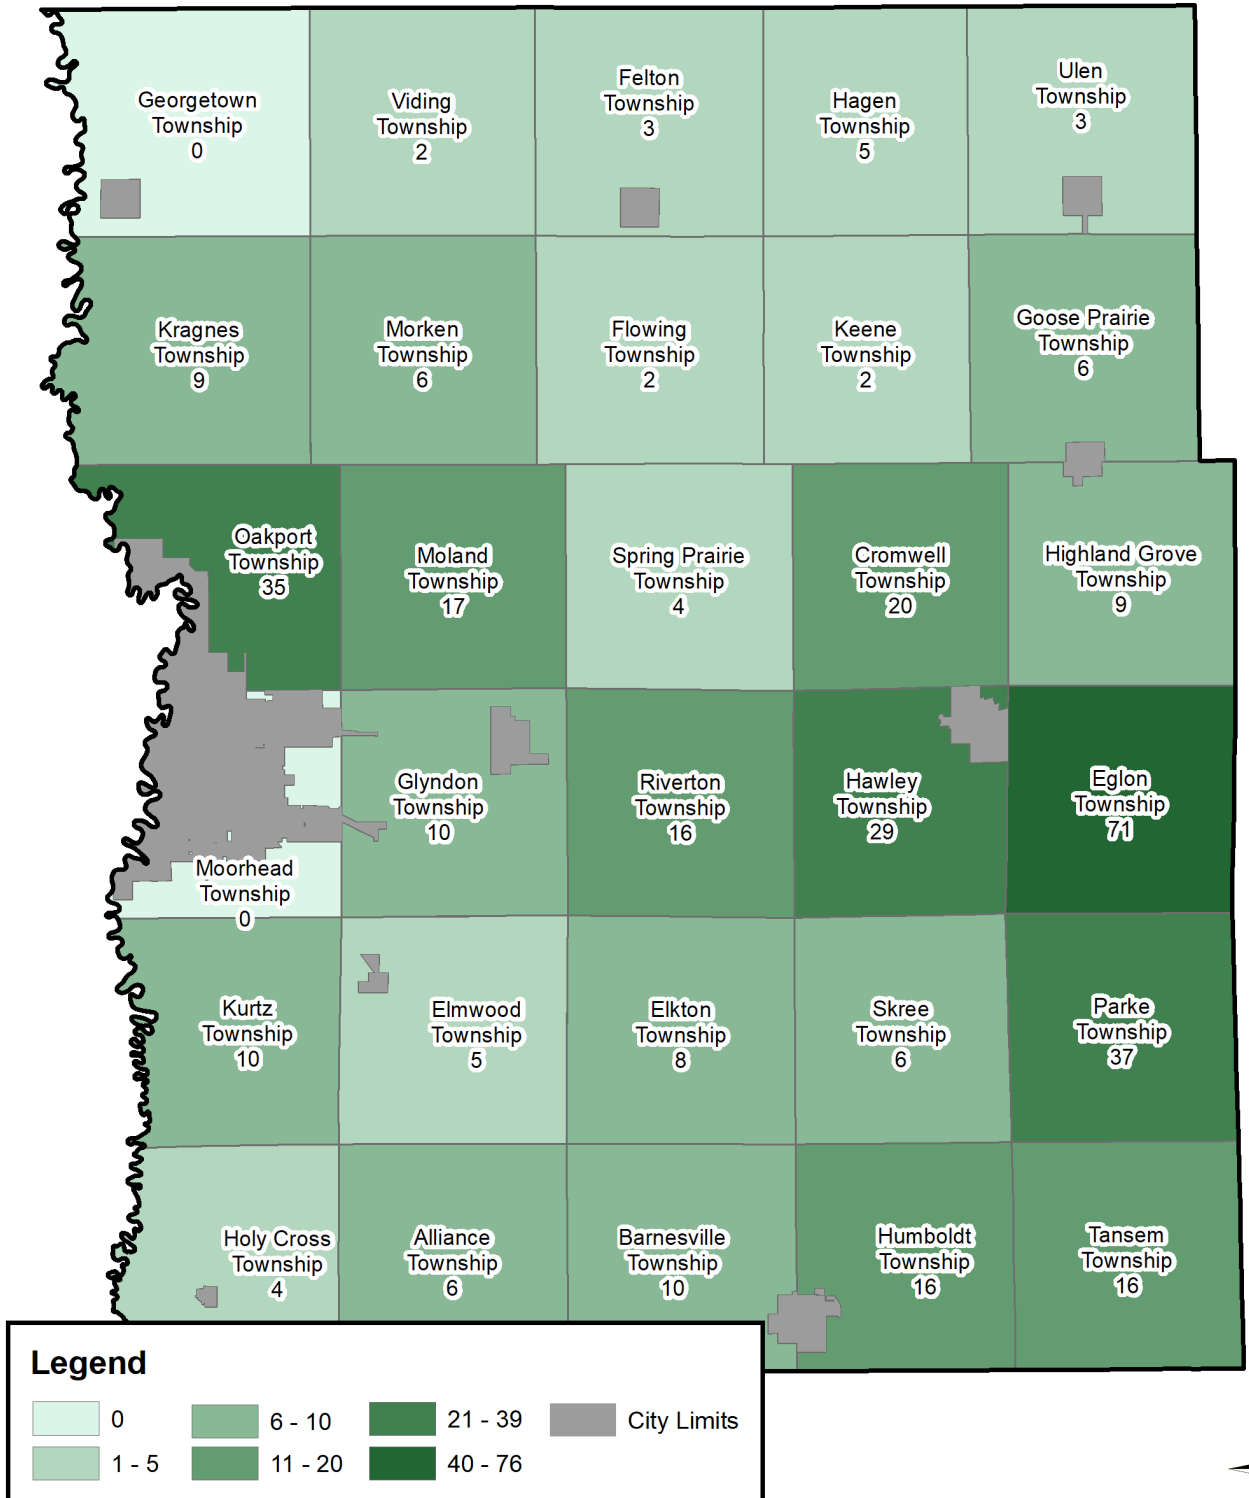 Georgetown
Township
0
Viding
Township
2
Felton
Township
3
Hagen
Township
5
Ulen
Township
3
Kragnes
Township
9
Morken
Township
6
Flowing
Township
2
Keene
Township
2
Goose Prairie
Township
6
Oakport
Township
35
Moland
Township
17
Spring Prairie
Township
4
Cromwell
Township
20
Highland Grove
Township
9
Moorhead
Township
0
Glyndon
Township
10
Riverton
Township
16
Hawley
Township
29
Eglon
Township
71
Kurtz
Township
10
Elmwood
Township
5
Elkton
Township
8
Skree
Township
6
Parke
Township
37
Holy Cross
Township
4
Alliance
Township
6
Barnesville
Township
10
Humboldt
Township
16
Tansem
Township
16
Legend
0
1 - 5
6 - 10
11 - 20
21 - 39
40 - 76
City Limits